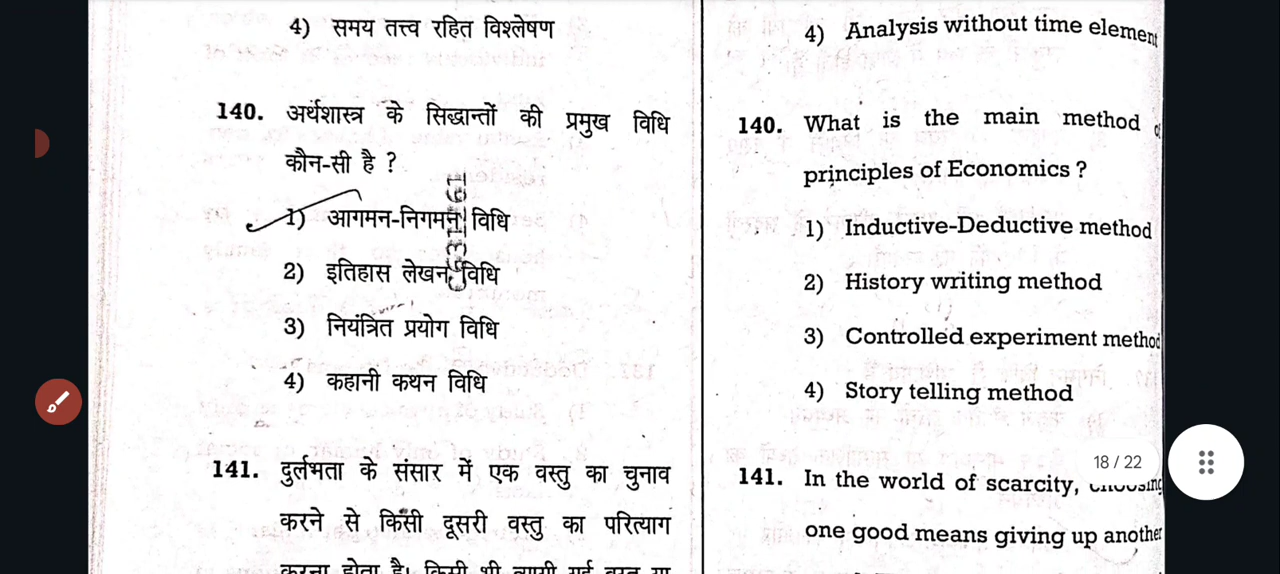 4) समय तत्त्व रहित विश्लेषण
140. अर्थशास्त्र के सिद्धान्तों की प्रमुख विधि
कौन-सी है ?
1) आगमन-निगमन विधि
2) इतिहास लेखन विधि
3) नियंत्रित प्रयोग विधि
4) कहानी कथन विधि
141. दुर्लभता के संसार में एक वस्तु का चुनाव
करने से किसी दूसरी वस्तु का परित्याग
करना होता है। किसी भी त्यागी गई वस्तु या
4) Analysis without time element
140. What is the main method
principles of Economics ?
1) Inductive-Deductive method
2) History writing method
3) Controlled experiment method
4) Story telling method
18 / 22
141. In the world of scarcity, choosing
one good means giving up another